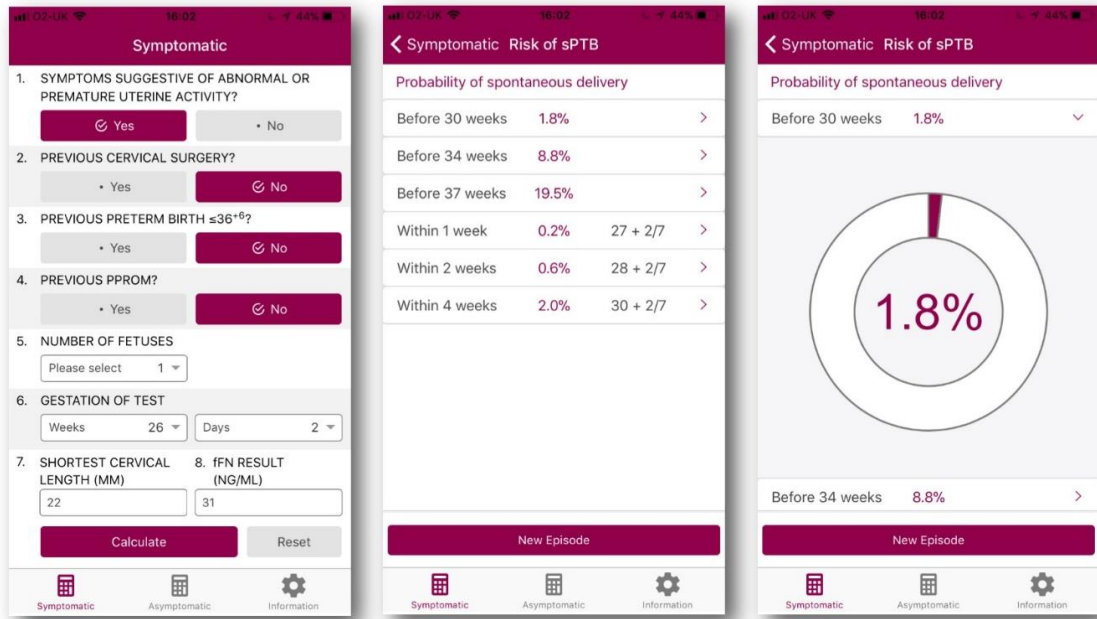 O2-UK 16:02 44%
Symptomatic
1. SYMPTOMS SUGGESTIVE OF ABNORMAL OR
PREMATURE UTERINE ACTIVITY?
Yes • No
2. PREVIOUS CERVICAL SURGERY?
• Yes No
3. PREVIOUS PRETERM BIRTH ≤36⁺⁶?
• Yes No
4. PREVIOUS PPROM?
• Yes No
5. NUMBER OF FETUSES
Please select 1
6. GESTATION OF TEST
Weeks 26 Days 2
7. SHORTEST CERVICAL
LENGTH (MM)
8. fFN RESULT
(NG/ML)
22 31
Calculate Reset
Symptomatic Asymptomatic Information
O2-UK 16:02 44%
Symptomatic Risk of sPTB
Probability of spontaneous delivery
Before 30 weeks 1.8%
Before 34 weeks 8.8%
Before 37 weeks 19.5%
Within 1 week 0.2% 27 + 2/7
Within 2 weeks 0.6% 28 + 2/7
Within 4 weeks 2.0% 30 + 2/7
New Episode
Symptomatic Asymptomatic Information
O2-UK 16:02 44%
Symptomatic Risk of sPTB
Probability of spontaneous delivery
Before 30 weeks 1.8%
1.8%
Before 34 weeks 8.8%
New Episode
Symptomatic Asymptomatic Information